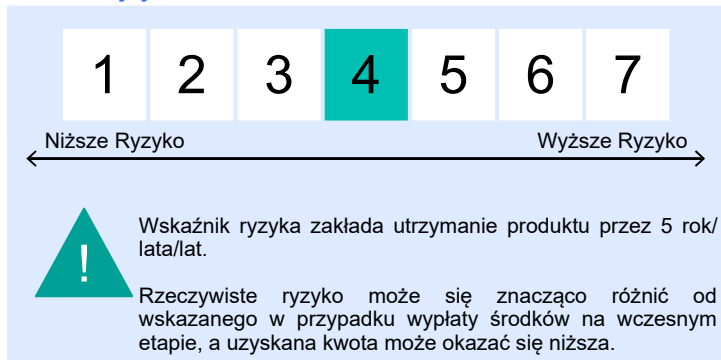 1 2 3 4 5 6 7
Niższe Ryzyko Wyższe Ryzyko
!
Wskaźnik ryzyka zakłada utrzymanie produktu przez 5 rok/
lata/lat.
Rzeczywiste ryzyko może się znacząco różnić od
wskazanego w przypadku wypłaty środków na wczesnym
etapie, a uzyskana kwota może okazać się niższa.